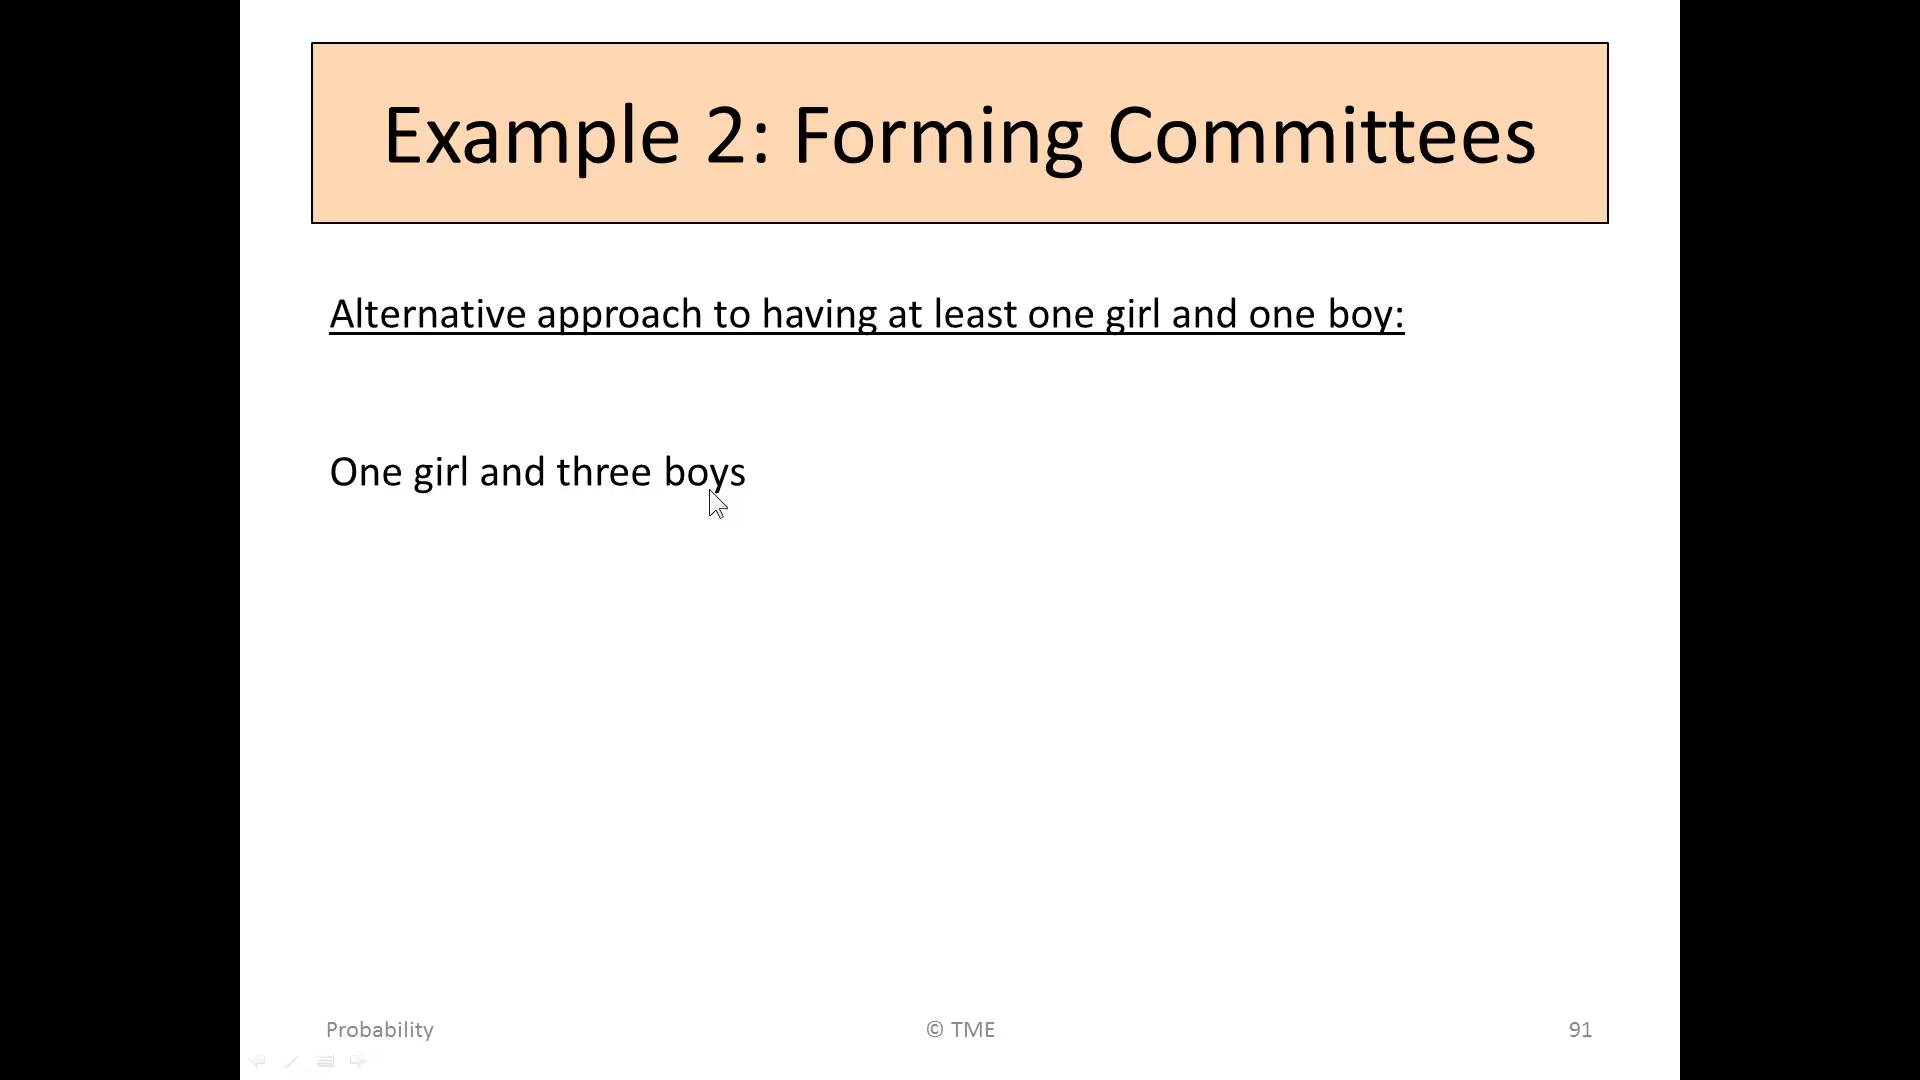 Example 2: Forming Committees
Alternative approach to having at least one girl and one boy:
One girl and three boys
Probability
© TME
91